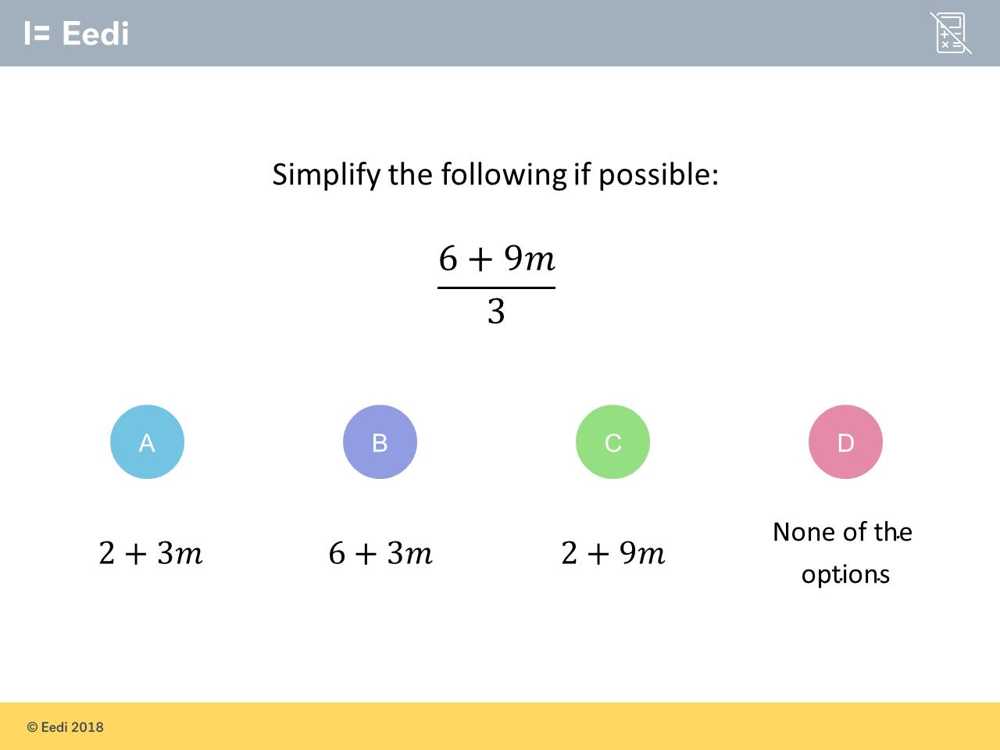 Eedi
Simplify the following if possible:
6 + 9m
3
A
B
C
D
2 + 3m
6 + 3m
2 + 9m
None of the
options
© Eedi 2018